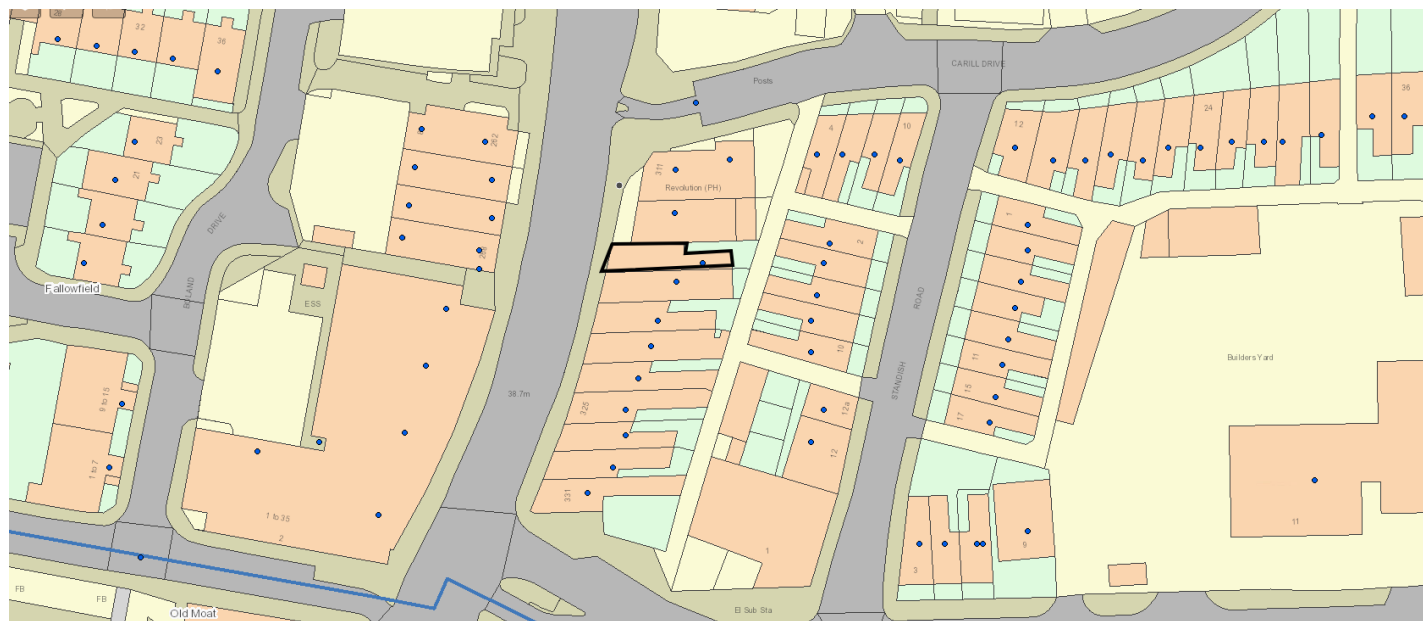 32
36
Posts
CARILL DRIVE
36
24
12
4
10
262
23
311
Revolution (PH)
21
DRIVE
1
2
Fallowfield
BOLAND
ESS
ROAD
10
11
Builders Yard
STANDISH
38.7m
15
9 to 15
325
12a
17
12
1 to 7
331
1 to 35
2
11
1
9
3
FB
FB
El Sub Sta
Old Moat